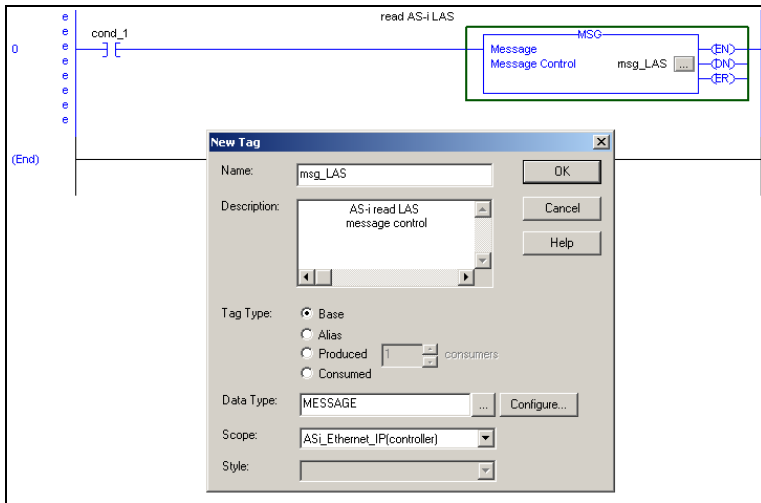 read AS-i LAS
e
e
e
e
e
e
e
0
cond_1
MSG
Message
Message Control msg_LAS ...
EN
DN
ER
(End)
New Tag
Name: msg_LAS
OK
Description: AS-i read LAS
message control
Cancel
Help
Tag Type: Base
Alias
Produced 1 consumers
Consumed
Data Type: MESSAGE ... Configure...
Scope: ASi_Ethernet_IP(controller)
Style: